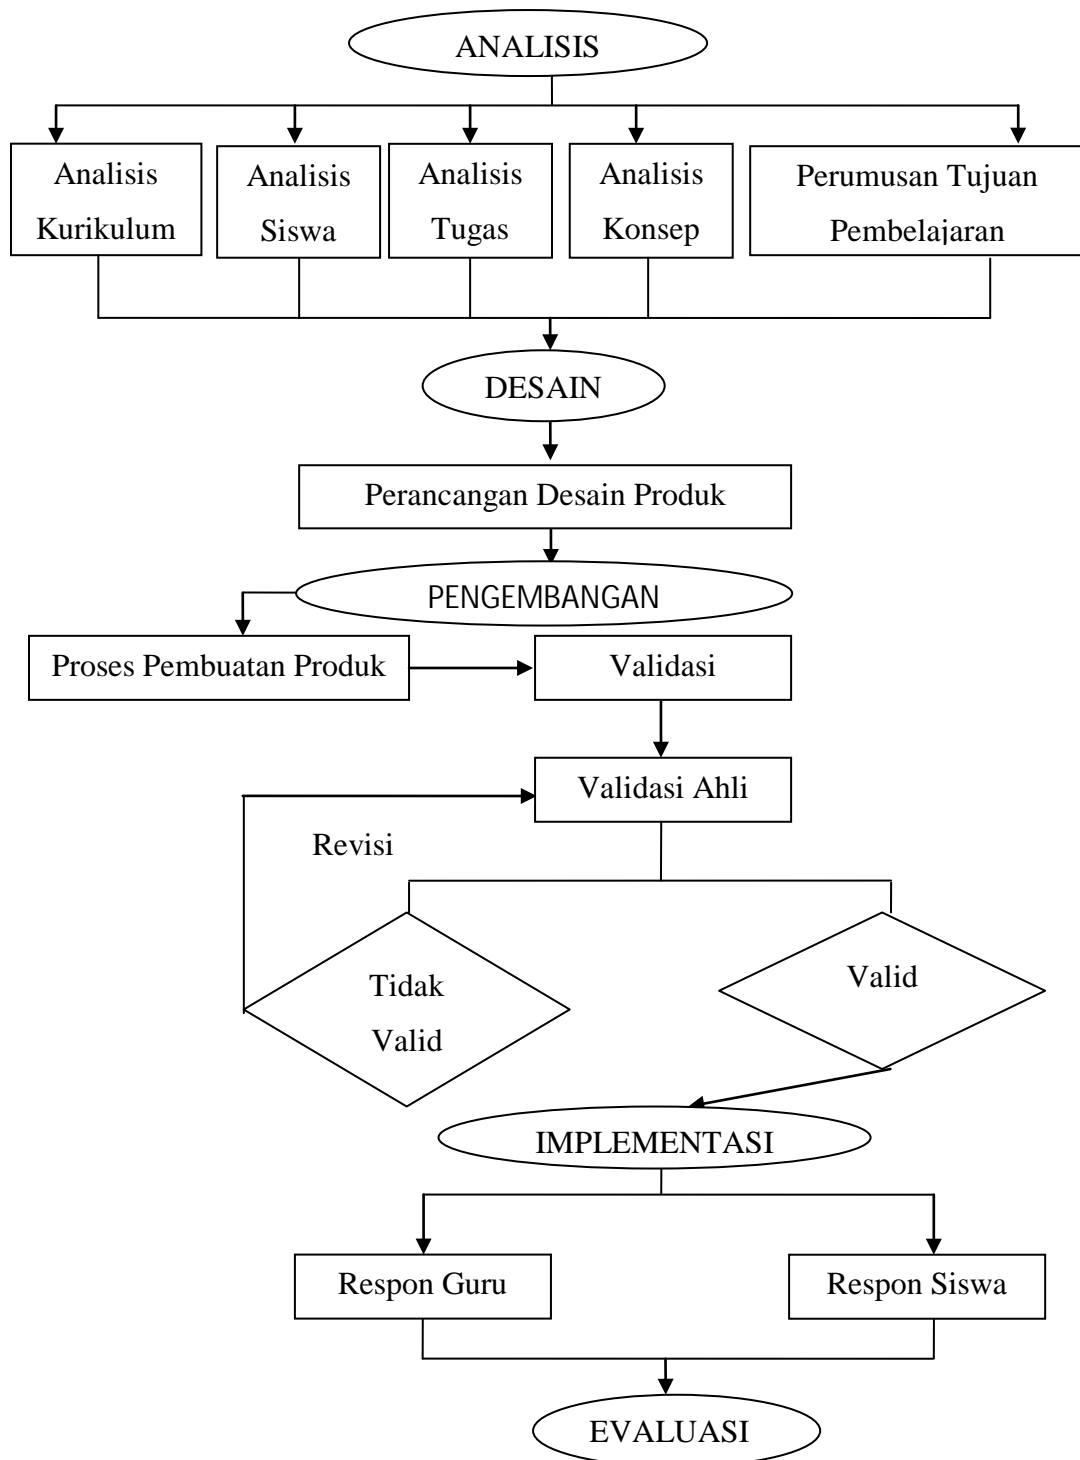 ANALISIS
Analisis
Kurikulum
Analisis
Siswa
Analisis
Tugas
Analisis
Konsep
Perumusan Tujuan
Pembelajaran
DESAIN
Perancangan Desain Produk
PENGEMBANGAN
Proses Pembuatan Produk
Validasi
Validasi Ahli
Revisi
Tidak
Valid
Valid
IMPLEMENTASI
Respon Guru
Respon Siswa
EVALUASI